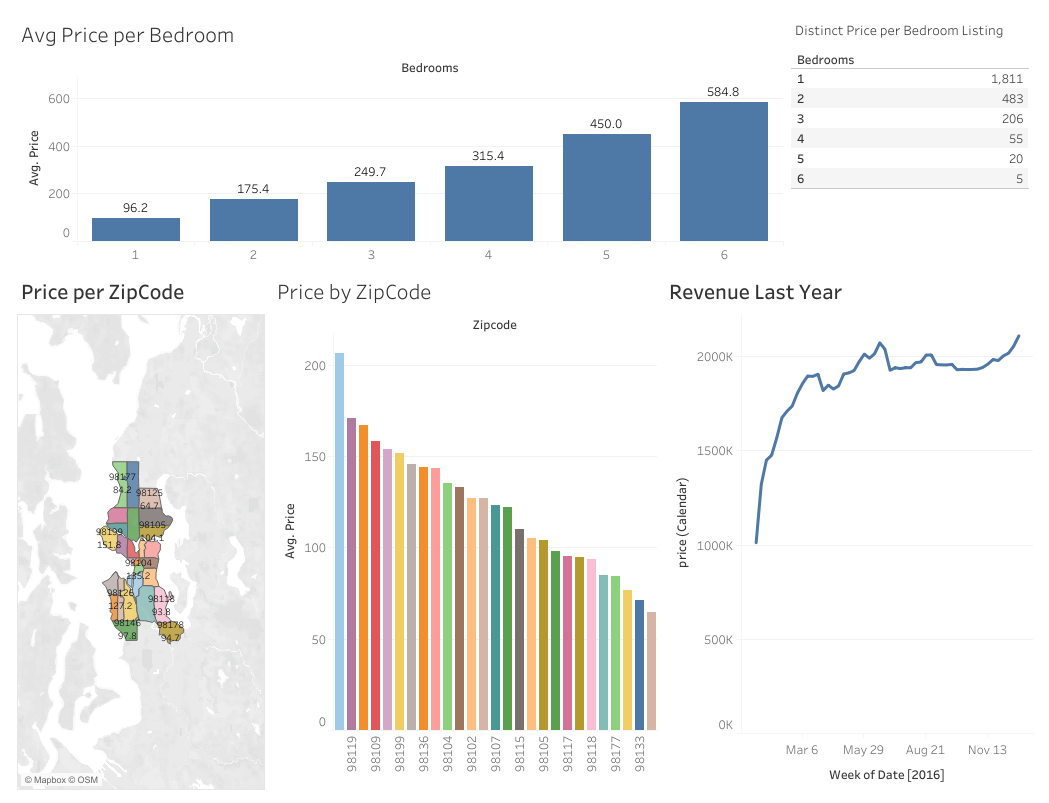 Avg Price per Bedroom
Bedrooms
Avg. Price
600
400
200
0
96.2
175.4
249.7
315.4
450.0
584.8
1
2
3
4
5
6
Distinct Price per Bedroom Listing
Bedrooms
1 1,811
2 483
3 206
4 55
5 20
6 5
Price per ZipCode
98177
84.2
98125
64.7
98199
151.8
98105
104.1
98104
135.2
98126
127.2
98118
93.8
98146
97.8
98178
94.7
© Mapbox © OSM
Price by ZipCode
Zipcode
Avg. Price
200
150
100
50
0
98119
98109
98199
98136
98104
98102
98107
98115
98105
98117
98118
98177
98133
Revenue Last Year
price (Calendar)
2000K
1500K
1000K
500K
0K
Mar 6
May 29
Aug 21
Nov 13
Week of Date [2016]